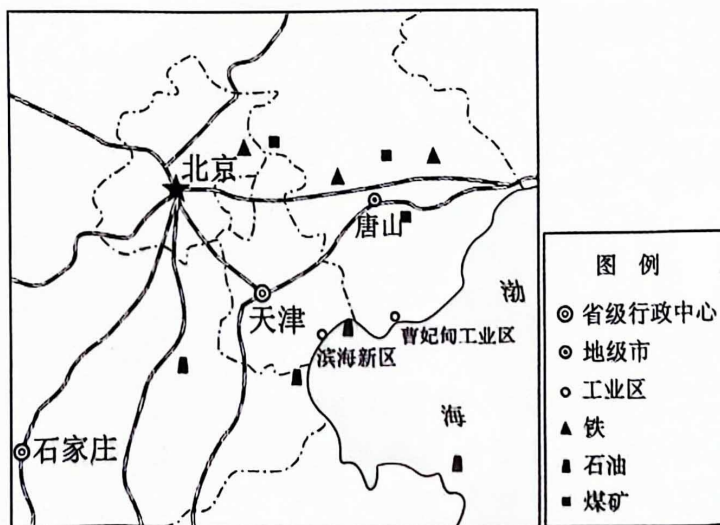 北京
唐山
天津
渤
海
曹妃甸工业区
滨海新区
石家庄
图 例
省级行政中心
地级市
工业区
铁
石油
煤矿